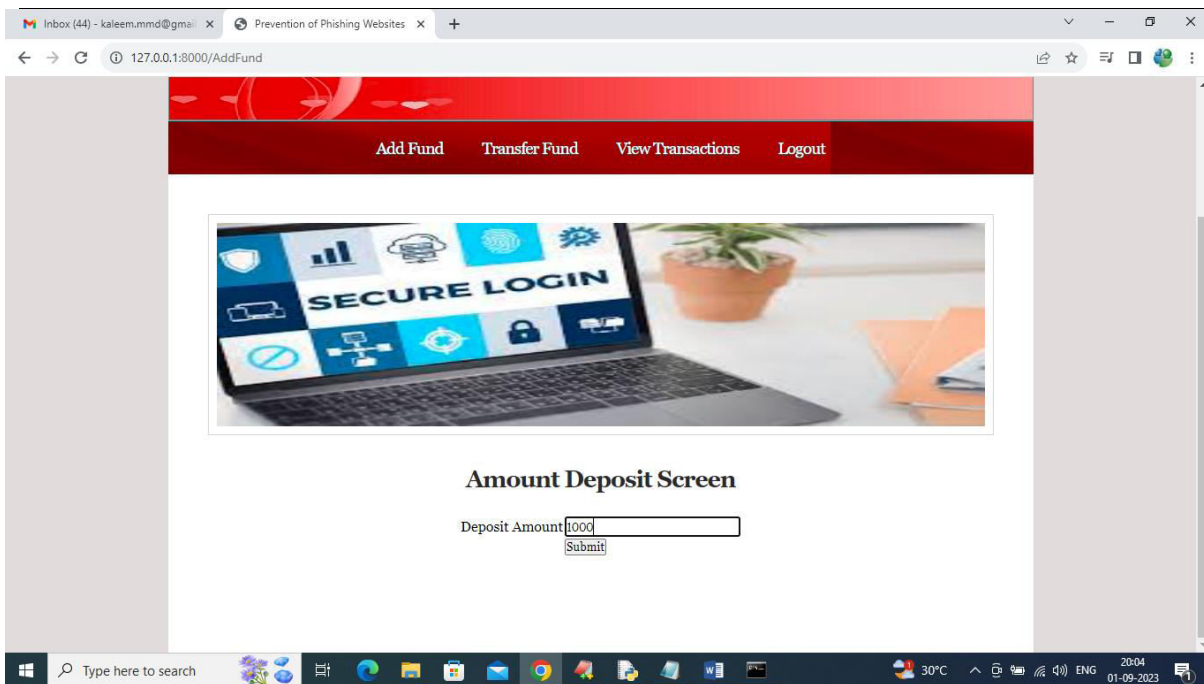 Inbox (44) - kaleem.mmd@gmai
Prevention of Phishing Websites
127.0.0.1:8000/AddFund
Add Fund Transfer Fund View Transactions Logout
SECURE LOGIN
Amount Deposit Screen
Deposit Amount 1000
Submit
Type here to search
30°C ENG 20:04
01-09-2023